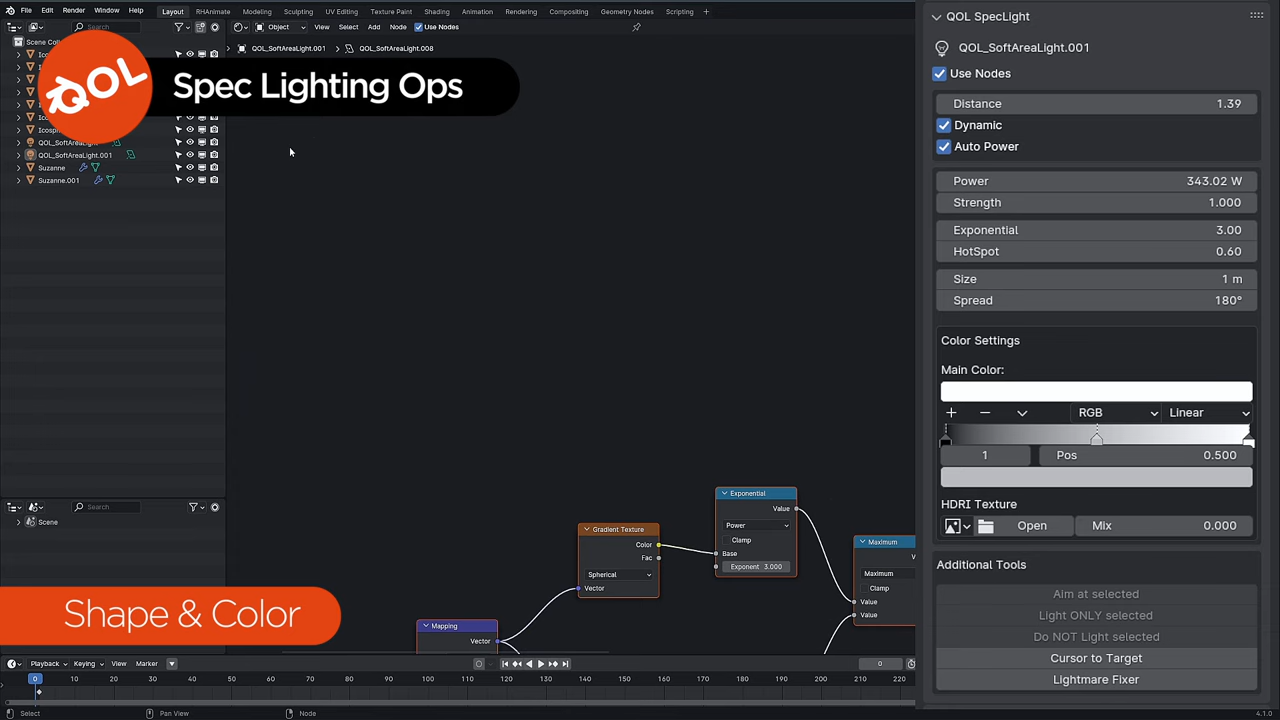 File Edit Render Window Help Layout RHAnimate Modeling Sculpting UV Editing Texture Paint Shading Animation Rendering Compositing Geometry Nodes Scripting +
Search
Object View Select Add Node Use Nodes
Scene
QOL_SoftAreaLight.001 > QOL_SoftAreaLight.008
QOL
Spec Lighting Ops
QOL_SoftAreaLight.001
Suzanne
Suzanne.001
Search
Scene
Shape & Color
Exponential
Value
Power
Clamp
Base
Exponent 3.000
Gradient Texture
Color
Fac
Spherical
Vector
Mapping
Vector
Maximum
Maximum
Clamp
Value
Value
QOL SpecLight
QOL_SoftAreaLight.001
Use Nodes
Distance 1.39
Dynamic
Auto Power
Power 343.02 W
Strength 1.000
Exponential 3.00
HotSpot 0.60
Size 1 m
Spread 180°
Color Settings
Main Color:
RGB Linear
1 Pos 0.500
HDRI Texture
Open Mix 0.000
Additional Tools
Aim at selected
Light ONLY selected
Do NOT Light selected
Cursor to Target
Lightmare Fixer
Playback Keying View Marker 0
0 10 20 30 40 50 60 70 80 90 100 110 120 130 140 150 160 170 180 190 200 210 220
Select Pan View Node 4.1.0